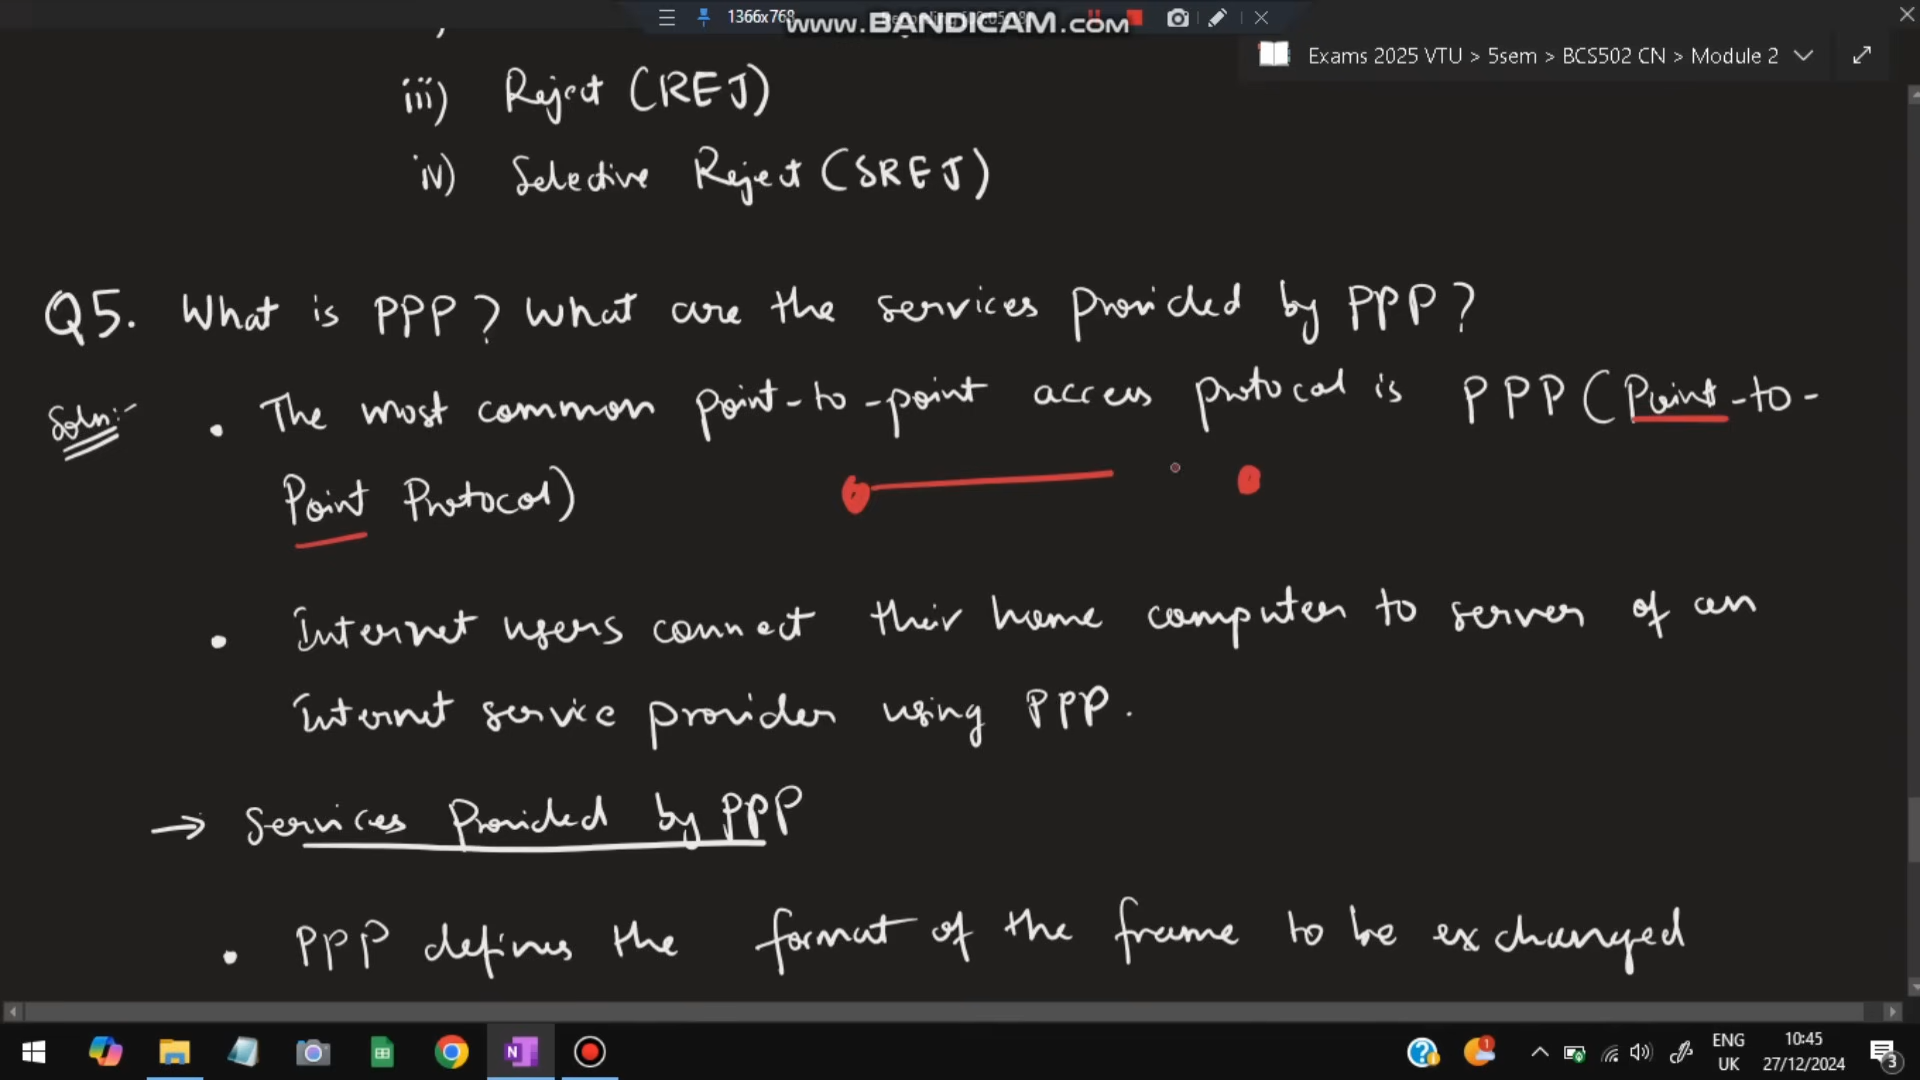 1366x768
www.BANDICAM.com
Exams 2025 VTU > 5sem > BCS502 CN > Module 2
iii) Reject (REJ)
iv) Selective Reject (SREJ)
Q5. What is PPP? What are the services provided by PPP?
Soln:-
• The most common point-to-point access protocol is PPP (Point-to-
Point Protocol)
• Internet users connect their home computer to server of an
Internet service provider using PPP.
→ Services Provided by PPP
• PPP defines the format of the frame to be exchanged
ENG
UK
10:45
27/12/2024
1
3